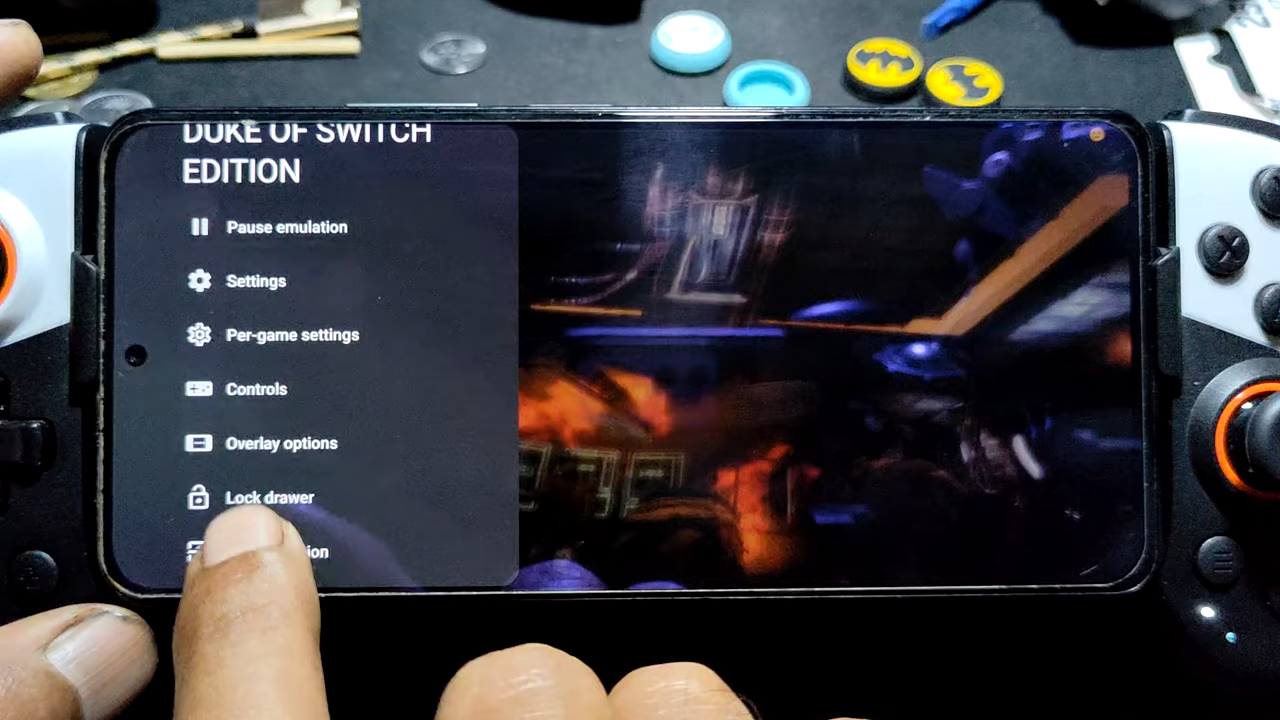 DUKE OF SWITCH
EDITION
Pause emulation
Settings
Per-game settings
Controls
Overlay options
Lock drawer
X